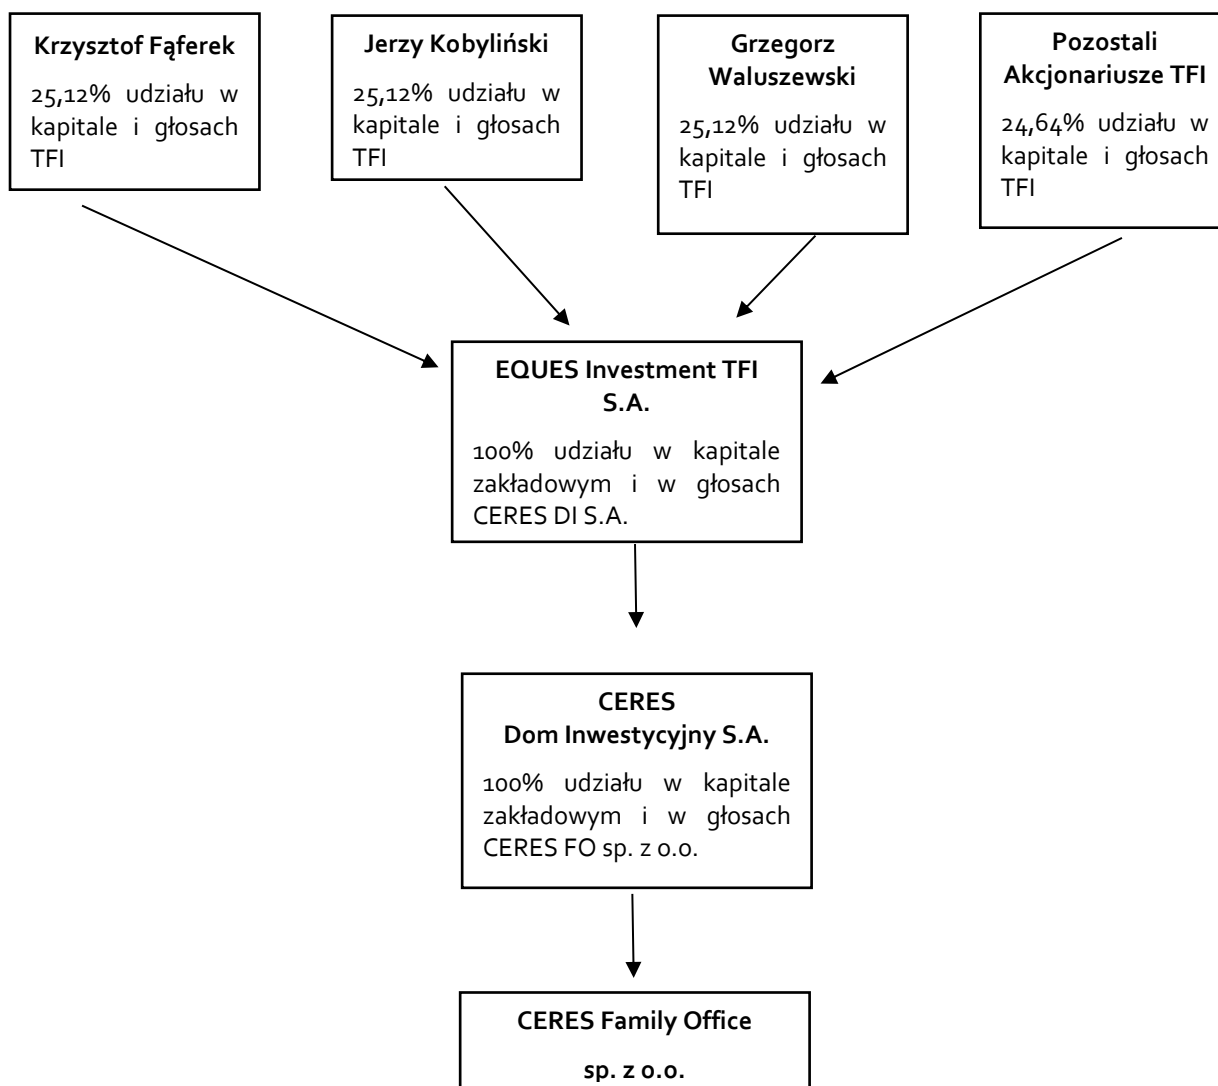 Krzysztof Fąferek
25,12% udziału w
kapitale i głosach
TFI
Jerzy Kobyliński
25,12% udziału w
kapitale i głosach
TFI
Grzegorz
Waluszewski
25,12% udziału w
kapitale i głosach
TFI
Pozostali
Akcjonariusze TFI
24,64% udziału w
kapitale i głosach
TFI
EQUES Investment TFI
S.A.
100% udziału w kapitale
zakładowym i w głosach
CERES DI S.A.
CERES
Dom Inwestycyjny S.A.
100% udziału w kapitale
zakładowym i w głosach
CERES FO sp. z o.o.
CERES Family Office
sp. z o.o.